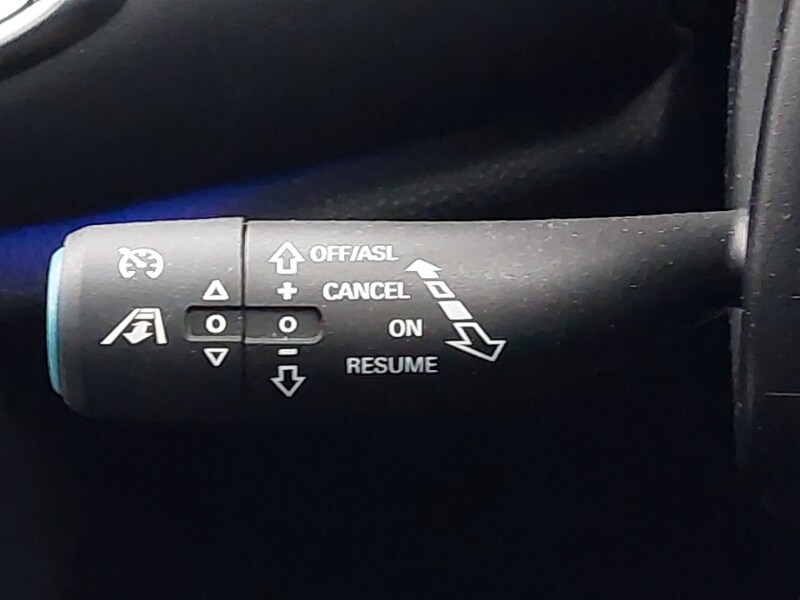 OFF/ASL
+ CANCEL
O O ON
- RESUME